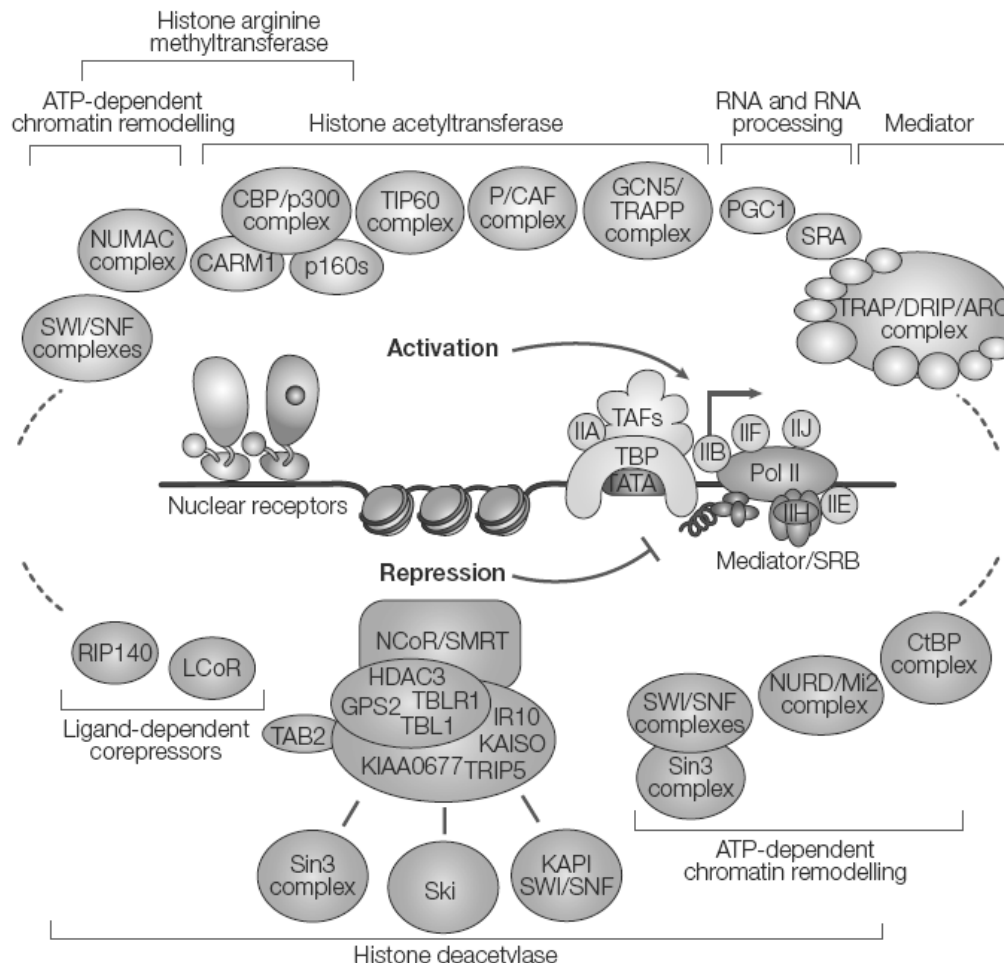 Histone arginine
methyltransferase
ATP-dependent
chromatin remodelling
Histone acetyltransferase
RNA and RNA
processing
Mediator
CBP/p300
complex
TIP60
complex
P/CAF
complex
GCN5/
TRAPP
complex
PGC1
SRA
NUMAC
complex
CARM1
p160s
TRAP/DRIP/ARC
complex
SWI/SNF
complexes
Activation
TAFs
IIA
IIB
IIF
IIJ
TBP
TATA
Pol II
IIH
IIE
Nuclear receptors
Mediator/SRB
Repression
RIP140
LCoR
Ligand-dependent
corepressors
NCoR/SMRT
HDAC3
GPS2
TBLR1
TBL1
TAB2
IR10
KAISO
KIAA0677
TRIP5
CtBP
complex
NURD/Mi2
complex
SWI/SNF
complexes
Sin3
complex
ATP-dependent
chromatin remodelling
Sin3
complex
Ski
KAPI
SWI/SNF
Histone deacetylase